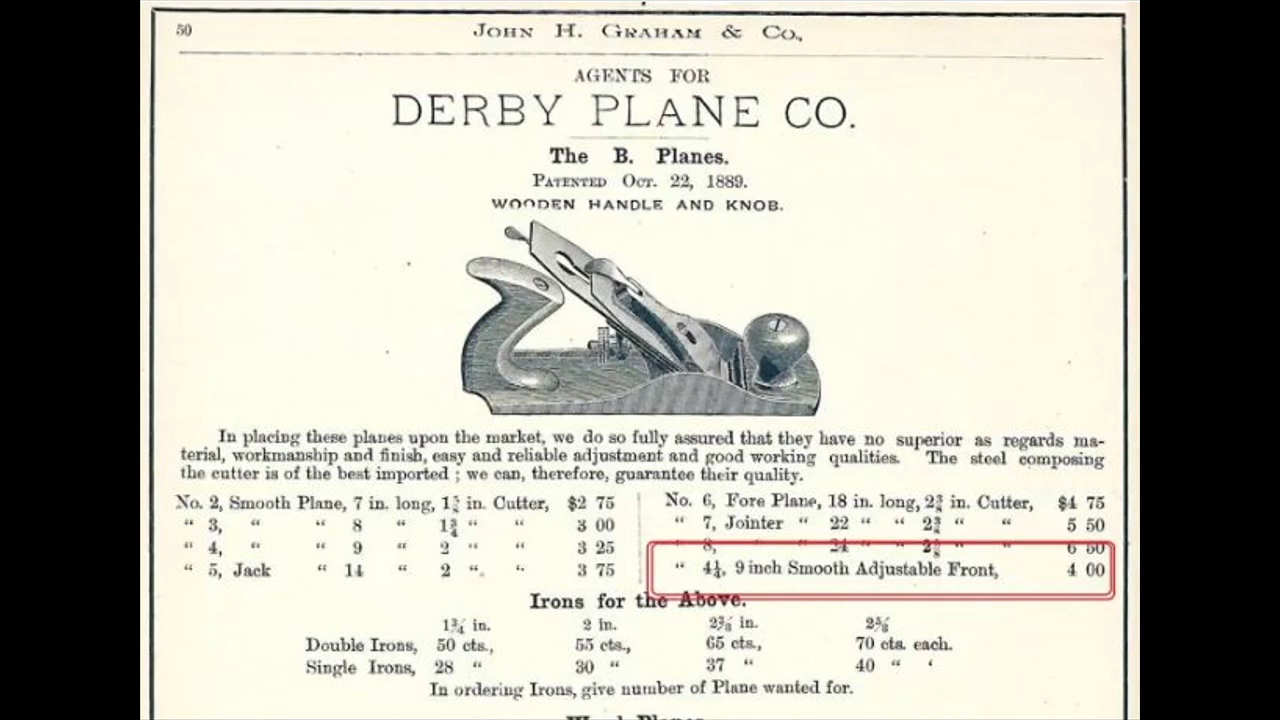 50
JOHN H. GRAHAM & CO.,
AGENTS FOR
DERBY PLANE CO.
The B. Planes.
PATENTED OCT. 22, 1889.
WOODEN HANDLE AND KNOB.
In placing these planes upon the market, we do so fully assured that they have no superior as regards ma-
terial, workmanship and finish, easy and reliable adjustment and good working qualities. The steel composing
the cutter is of the best imported ; we can, therefore, guarantee their quality.
No. 2, Smooth Plane, 7 in. long, 1⅝ in. Cutter, $2 75
" 3, " " 8 " 1¾ " " 3 00
" 4, " " 9 " 2 " " 3 25
" 5, Jack " 14 " 2 " " 3 75
No. 6, Fore Plane, 18 in. long, 2⅜ in. Cutter, $4 75
" 7, Jointer " 22 " " 2⅜ " " 5 50
" 8, " " 24 " " " " 6 50
" 4¼, 9 inch Smooth Adjustable Front, 4 00
Irons for the Above.
1¾ in. 2 in. 2⅜ in. 2⅝
Double Irons, 50 cts., 55 cts., 65 cts., 70 cts. each.
Single Irons, 28 " 30 " 37 " 40 " "
In ordering Irons, give number of Plane wanted for.